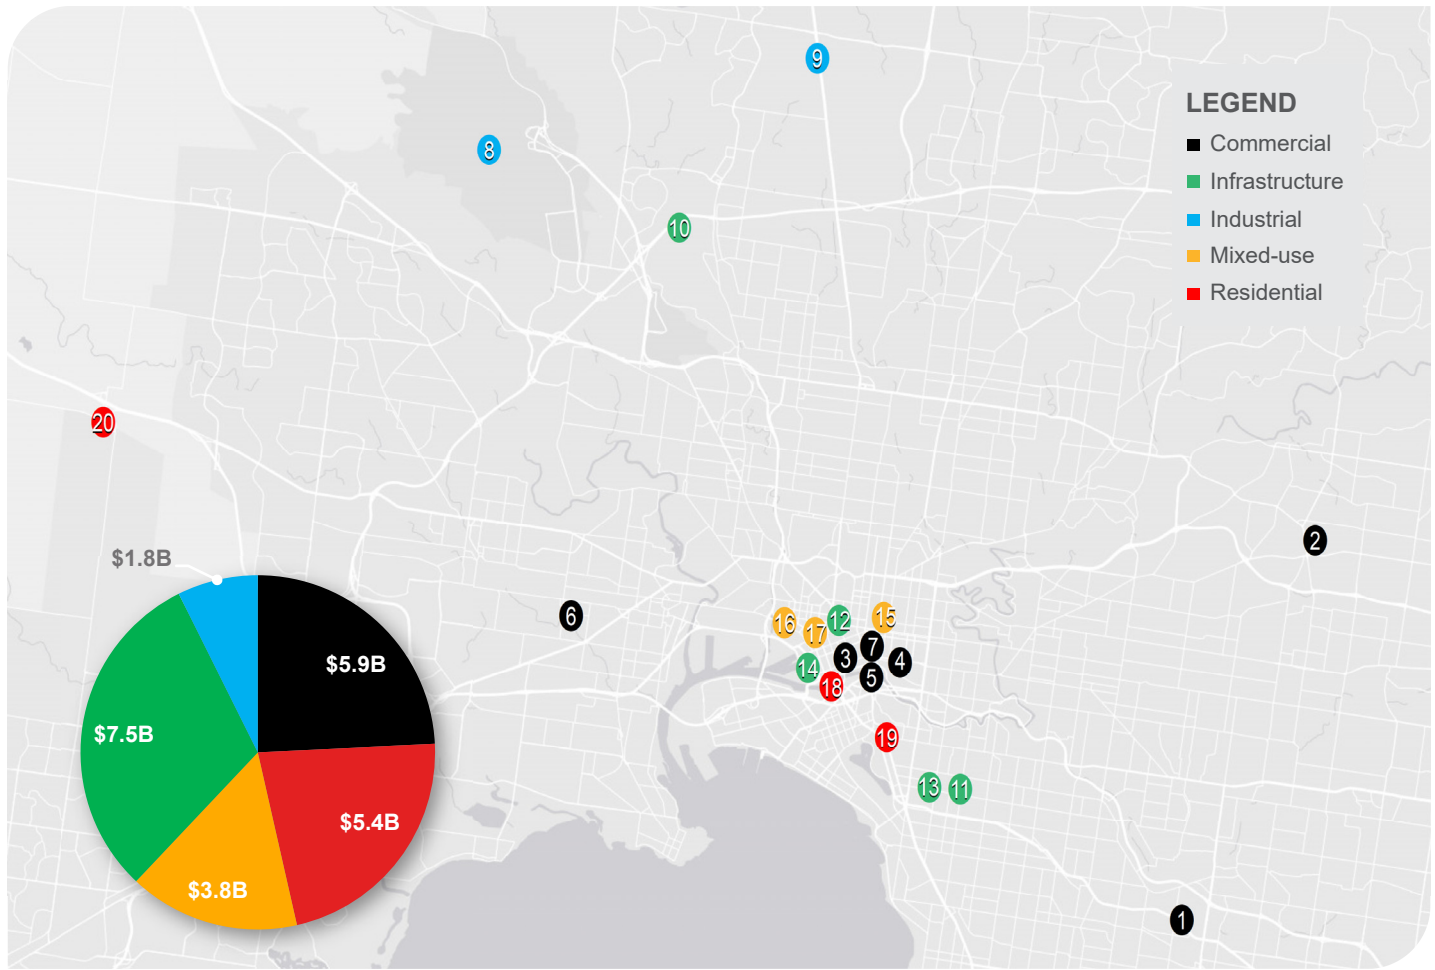 9
LEGEND
Commercial
8
Infrastructure
Industrial
10
Mixed-use
Residential
20
2
$1.8B
6
16
17
12
15
7
3
4
14
5
18
$5.9B
$7.5B
19
13
11
$5.4B
$3.8B
1